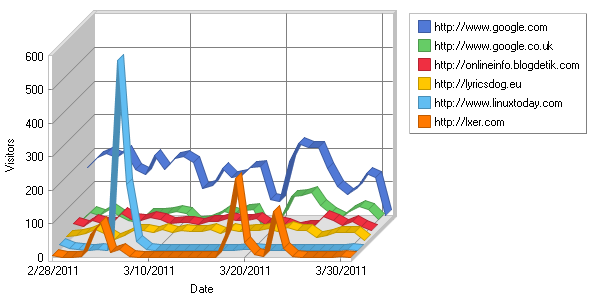 600
500
400
300
200
100
0
Visitors
2/28/2011
3/10/2011
3/20/2011
3/30/2011
Date
http://www.google.com
http://www.google.co.uk
http://onlineinfo.blogdetik.com
http://lyricsdog.eu
http://www.linuxtoday.com
http://lxer.com